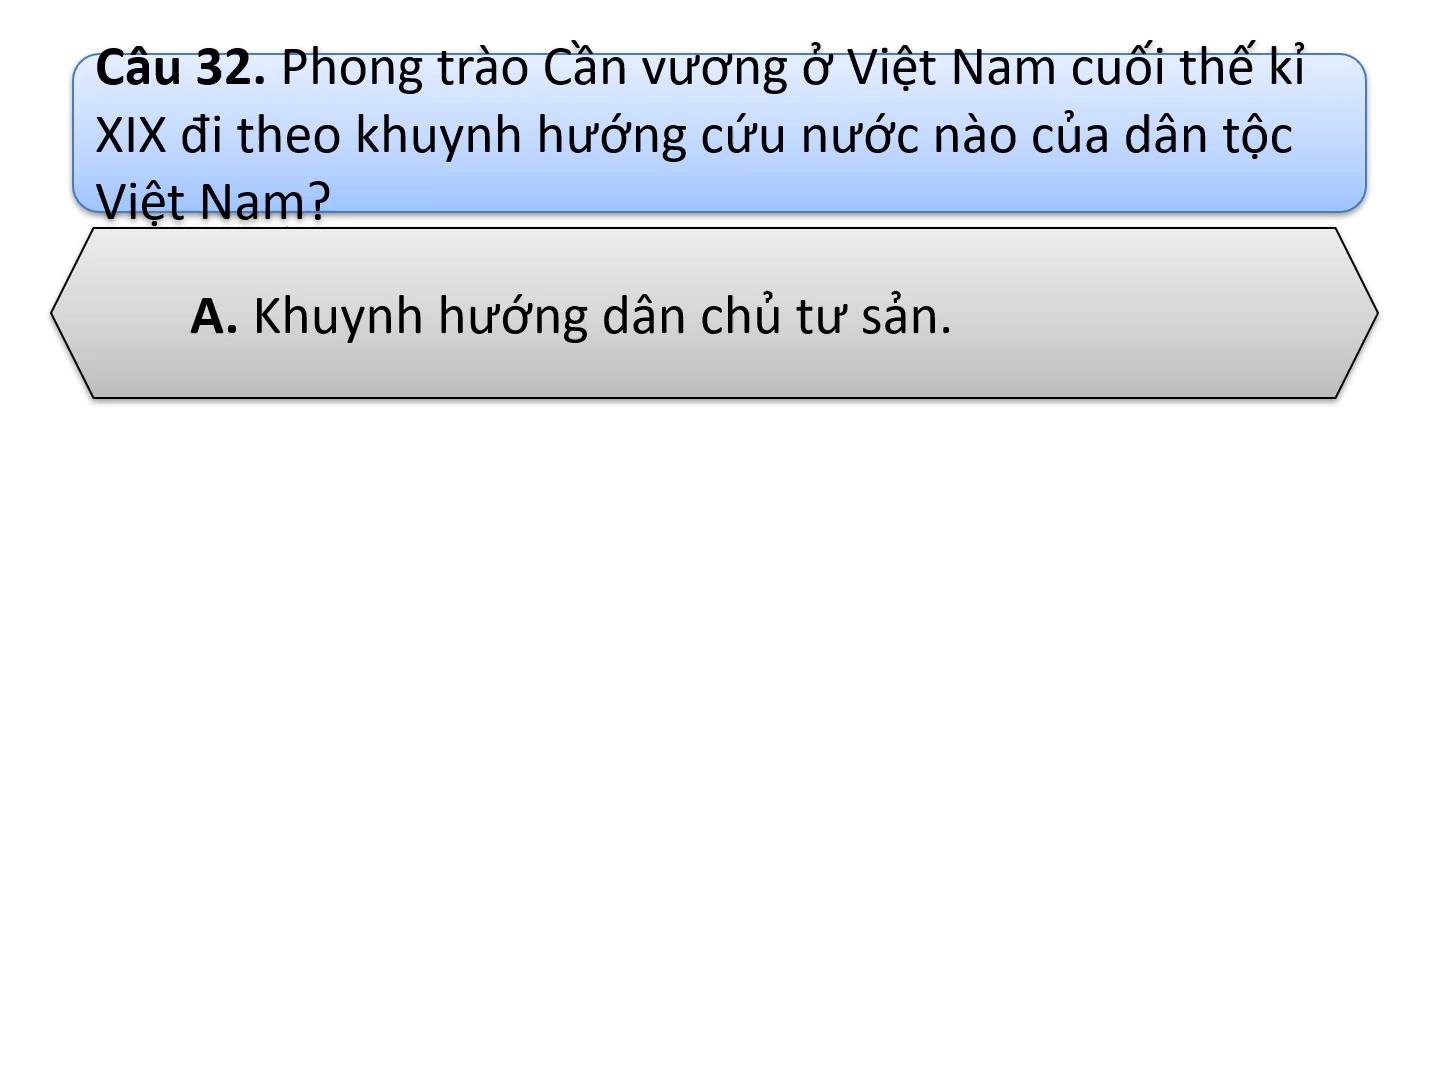 Câu 32. Phong trào Cần vương ở Việt Nam cuối thế kỉ
XIX đi theo khuynh hướng cứu nước nào của dân tộc
Việt Nam?
A. Khuynh hướng dân chủ tư sản.